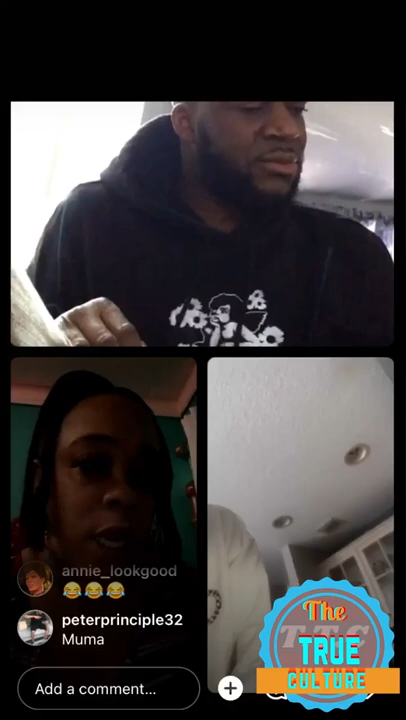 annie_lookgood
😂😂😂
peterprinciple32
Muma
Add a comment...
The
TRUE
CULTURE